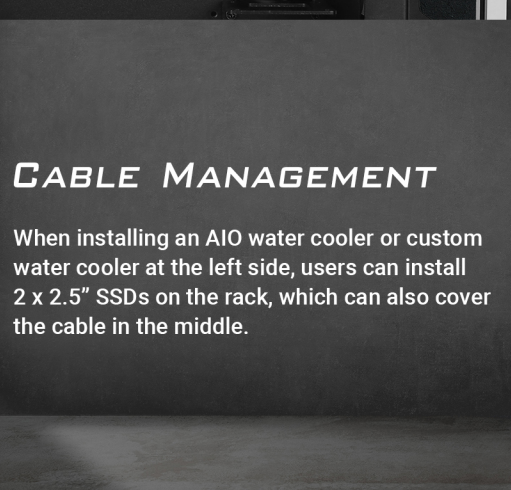 CABLE MANAGEMENT
When installing an AIO water cooler or custom
water cooler at the left side, users can install
2 x 2.5” SSDs on the rack, which can also cover
the cable in the middle.